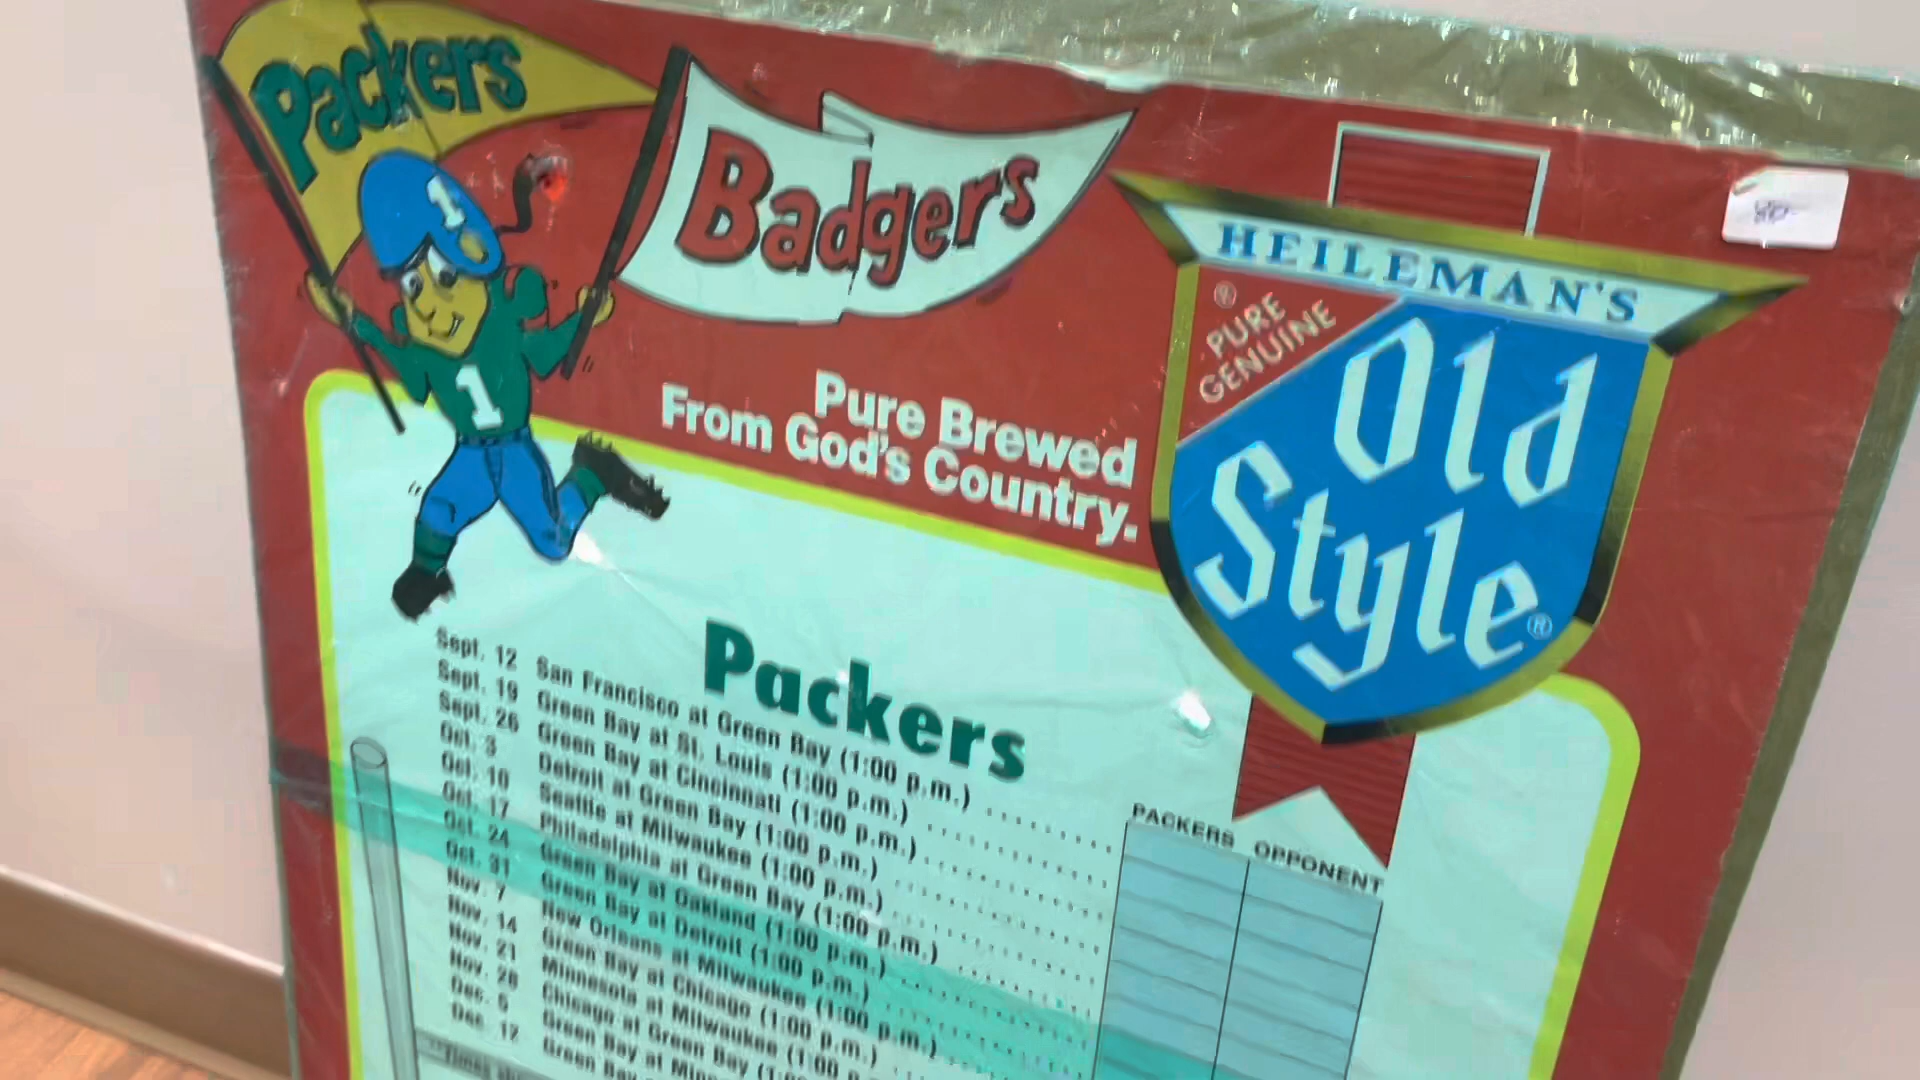 Packers
Badgers
HEILEMAN'S
® PURE
GENUINE
Old
Style®
1
1
Pure Brewed
From God's Country.
Packers
PACKERS OPPONENT
Sept. 12 San Francisco at Green Bay (1:00 p.m.)
Sept. 19 Green Bay at St. Louis (1:00 p.m.)
Sept. 26 Green Bay at Cincinnati (1:00 p.m.)
Oct. 3 Detroit at Green Bay (1:00 p.m.)
Oct. 10 Seattle at Milwaukee (1:00 p.m.)
Oct. 17 Philadelphia at Green Bay (1:00 p.m.)
Oct. 24 Green Bay at Oakland (1:00 p.m.)
Oct. 31 Green Bay at Detroit (1:00 p.m.)
Nov. 7 New Orleans at Milwaukee (1:00 p.m.)
Nov. 14 Green Bay at Chicago (1:00 p.m.)
Nov. 21 Minnesota at Milwaukee (1:00 p.m.)
Nov. 28 Chicago at Green Bay (1:00 p
Dec. 5 Green Bay at
Dec. 12 Green Bay